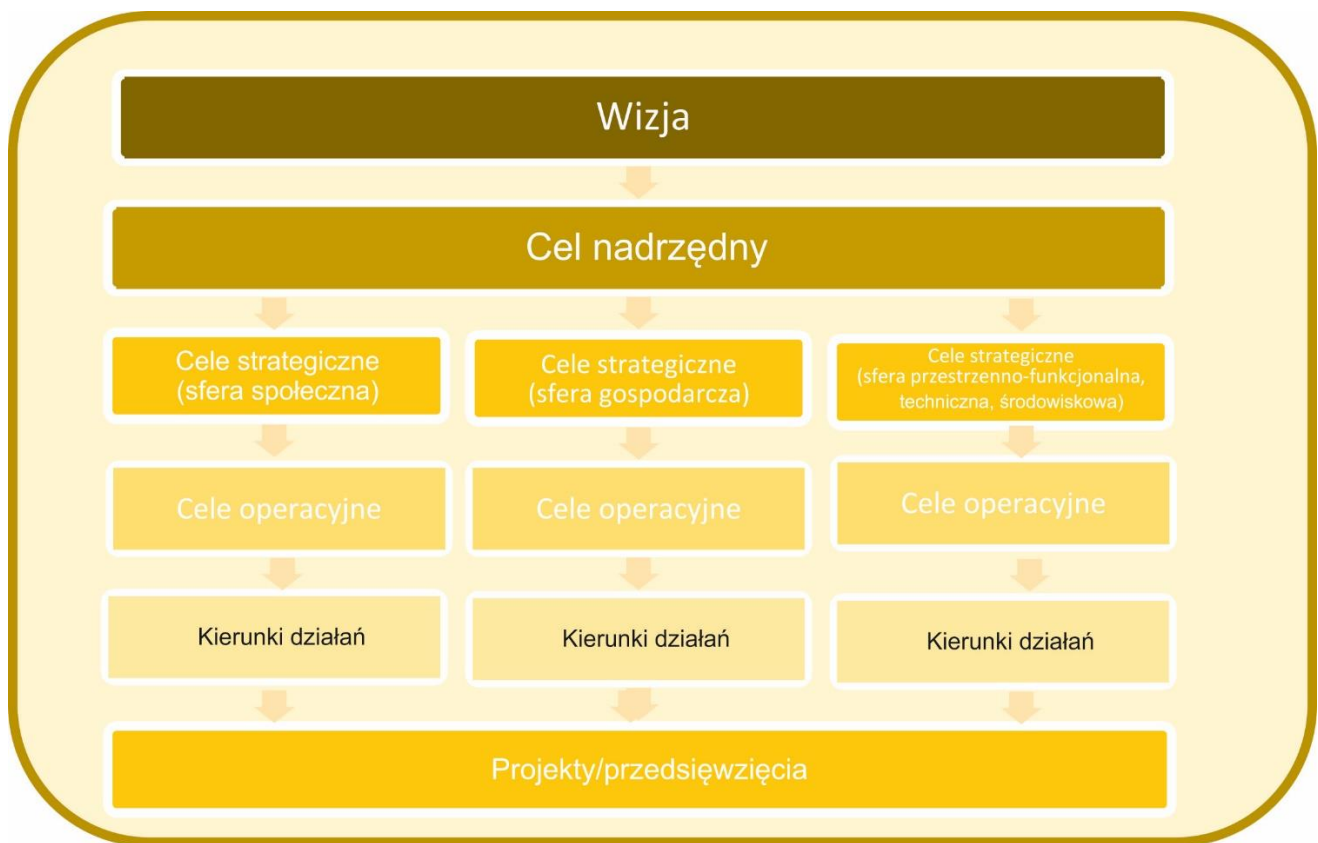 Wizja
Cel nadrzędny
Cele strategiczne
(sfera społeczna)
Cele strategiczne
(sfera gospodarcza)
Cele strategiczne
(sfera przestrzenno-funkcjonalna,
techniczna, środowiskowa)
Cele operacyjne
Cele operacyjne
Cele operacyjne
Kierunki działań
Kierunki działań
Kierunki działań
Projekty/przedsięwzięcia